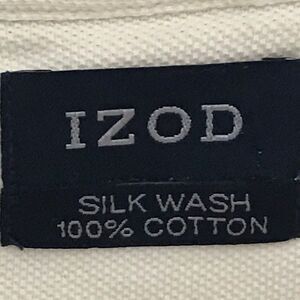 IZOD
SILK WASH
100% COTTON